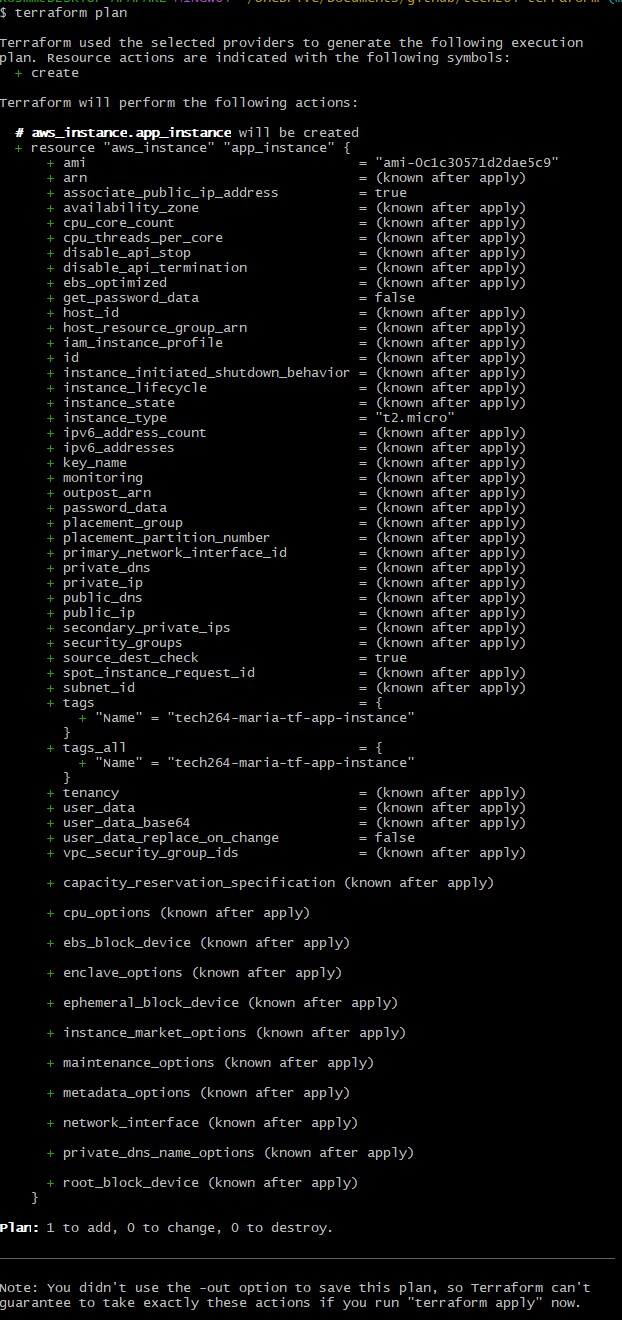 $ terraform plan
Terraform used the selected providers to generate the following execution
plan. Resource actions are indicated with the following symbols:
+ create
Terraform will perform the following actions:
# aws_instance.app_instance will be created
+ resource "aws_instance" "app_instance" {
+ ami = "ami-0c1c30571d2dae5c9"
+ arn = (known after apply)
+ associate_public_ip_address = true
+ availability_zone = (known after apply)
+ cpu_core_count = (known after apply)
+ cpu_threads_per_core = (known after apply)
+ disable_api_stop = (known after apply)
+ disable_api_termination = (known after apply)
+ ebs_optimized = (known after apply)
+ get_password_data = false
+ host_id = (known after apply)
+ host_resource_group_arn = (known after apply)
+ iam_instance_profile = (known after apply)
+ id = (known after apply)
+ instance_initiated_shutdown_behavior = (known after apply)
+ instance_lifecycle = (known after apply)
+ instance_state = (known after apply)
+ instance_type = "t2.micro"
+ ipv6_address_count = (known after apply)
+ ipv6_addresses = (known after apply)
+ key_name = (known after apply)
+ monitoring = (known after apply)
+ outpost_arn = (known after apply)
+ password_data = (known after apply)
+ placement_group = (known after apply)
+ placement_partition_number = (known after apply)
+ primary_network_interface_id = (known after apply)
+ private_dns = (known after apply)
+ private_ip = (known after apply)
+ public_dns = (known after apply)
+ public_ip = (known after apply)
+ secondary_private_ips = (known after apply)
+ security_groups = (known after apply)
+ source_dest_check = true
+ spot_instance_request_id = (known after apply)
+ subnet_id = (known after apply)
+ tags = {
+ "Name" = "tech264-maria-tf-app-instance"
}
+ tags_all = {
+ "Name" = "tech264-maria-tf-app-instance"
}
+ tenancy = (known after apply)
+ user_data = (known after apply)
+ user_data_base64 = (known after apply)
+ user_data_replace_on_change = false
+ vpc_security_group_ids = (known after apply)
+ capacity_reservation_specification (known after apply)
+ cpu_options (known after apply)
+ ebs_block_device (known after apply)
+ enclave_options (known after apply)
+ ephemeral_block_device (known after apply)
+ instance_market_options (known after apply)
+ maintenance_options (known after apply)
+ metadata_options (known after apply)
+ network_interface (known after apply)
+ private_dns_name_options (known after apply)
+ root_block_device (known after apply)
}
Plan: 1 to add, 0 to change, 0 to destroy.
Note: You didn't use the -out option to save this plan, so Terraform can't
guarantee to take exactly these actions if you run "terraform apply" now.